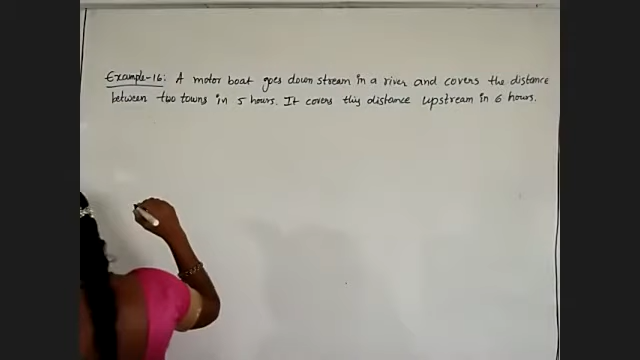 Example-16: A motor boat goes down stream in a river and covers the distance
between two towns in 5 hours. It covers this distance upstream in 6 hours.